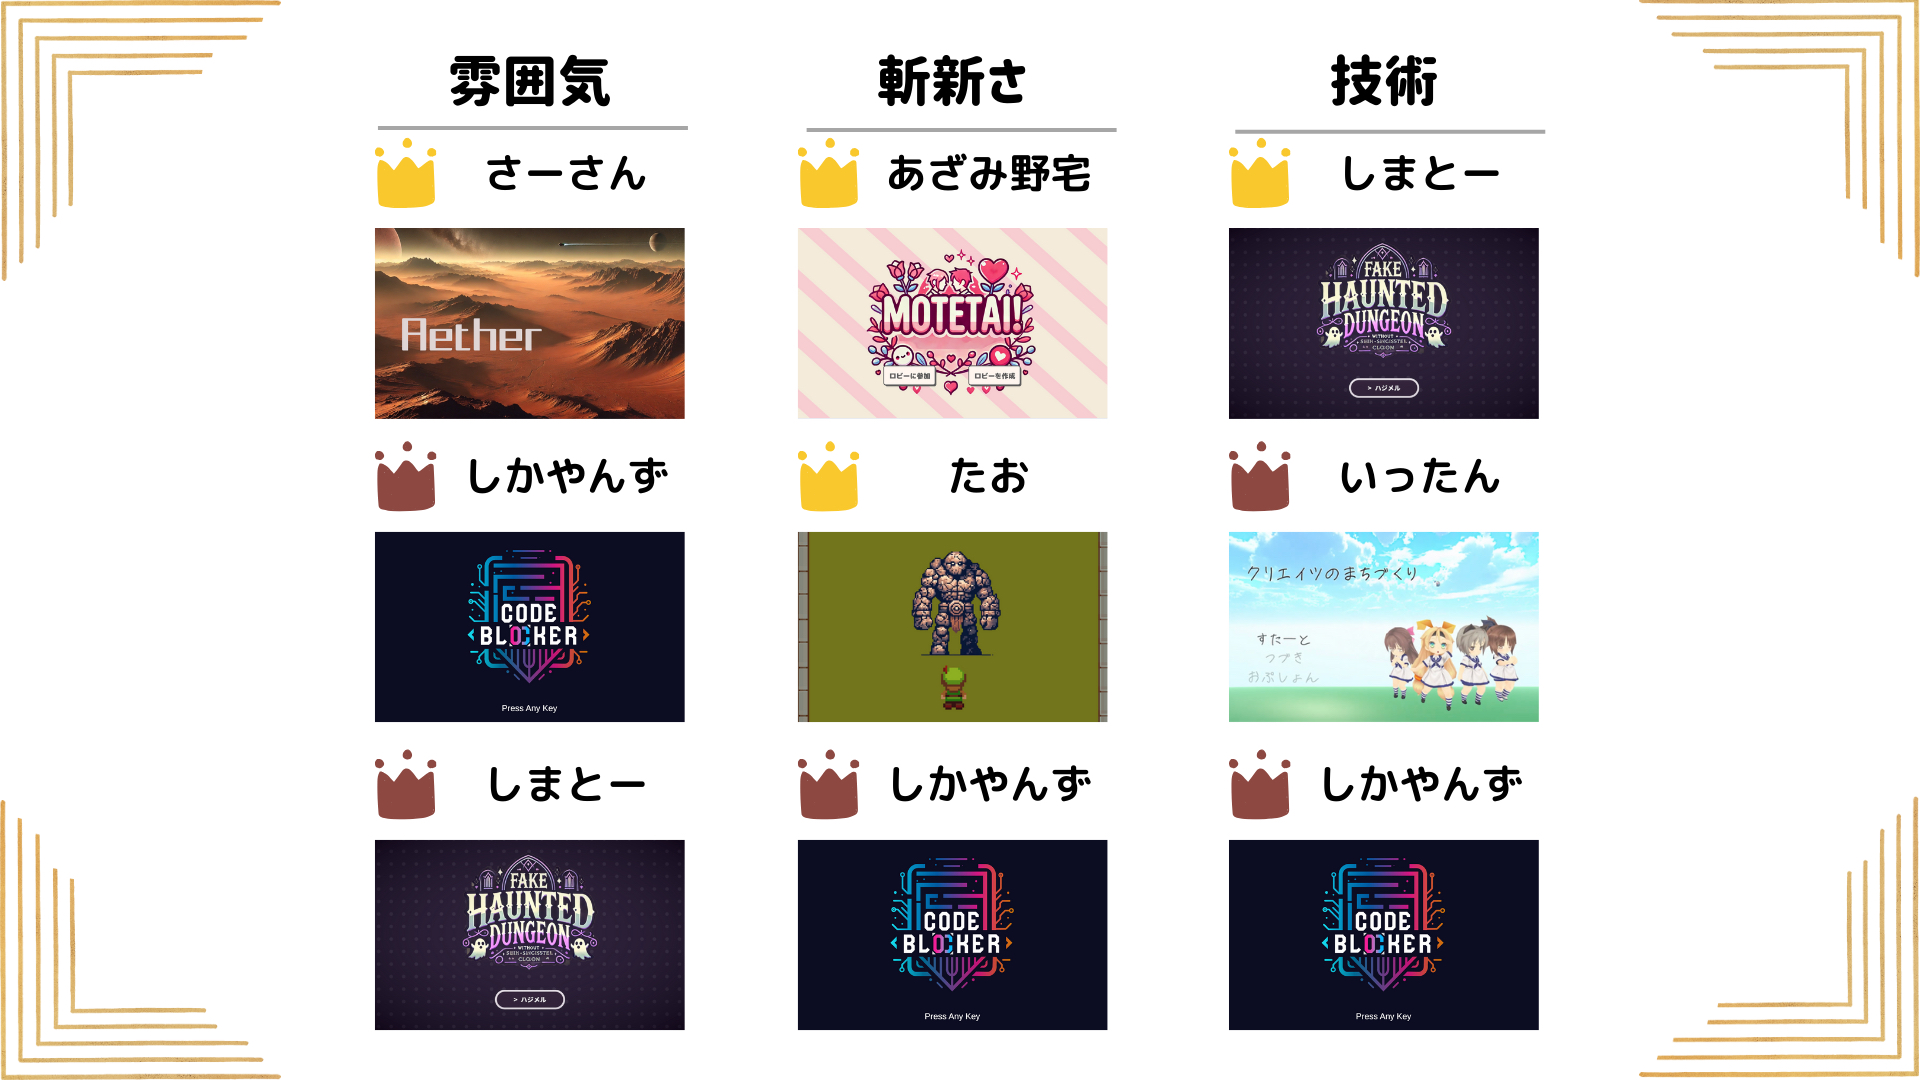 雰囲気
さーさん
Aether
しかやんず
CODE
BLOCKER
Press Any Key
しまとー
FAKE
HAUNTED
DUNGEON
WITHOUT
> ハジメル
斬新さ
あざみ野宅
MOTETAI!
ロビーに参加
ロビーを作成
たお
しかやんず
CODE
BLOCKER
Press Any Key
技術
しまとー
FAKE
HAUNTED
DUNGEON
WITHOUT
> ハジメル
いったん
クリエイツのまちづくり
すたーと
つづき
おぷしょん
しかやんず
CODE
BLOCKER
Press Any Key